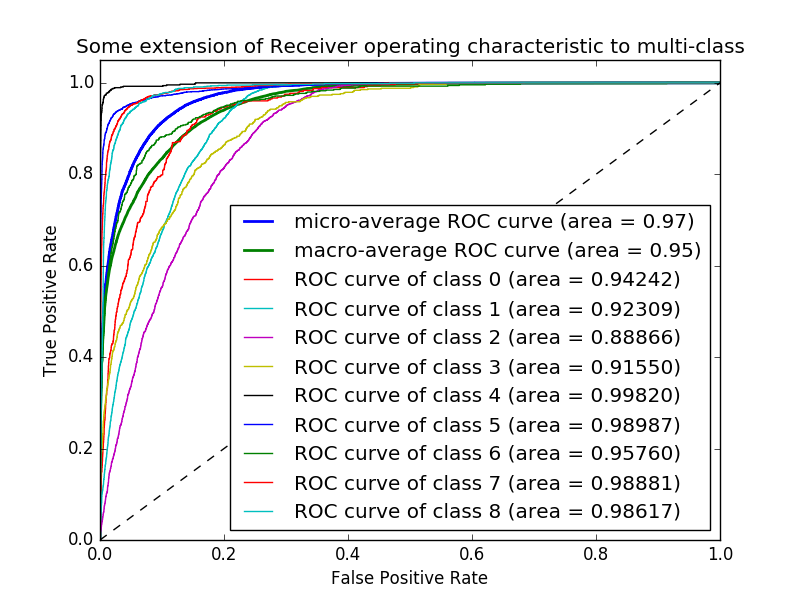 Some extension of Receiver operating characteristic to multi-class
1.0
0.8
0.6
0.4
0.2
0.0
True Positive Rate
micro-average ROC curve (area = 0.97)
macro-average ROC curve (area = 0.95)
ROC curve of class 0 (area = 0.94242)
ROC curve of class 1 (area = 0.92309)
ROC curve of class 2 (area = 0.88866)
ROC curve of class 3 (area = 0.91550)
ROC curve of class 4 (area = 0.99820)
ROC curve of class 5 (area = 0.98987)
ROC curve of class 6 (area = 0.95760)
ROC curve of class 7 (area = 0.98881)
ROC curve of class 8 (area = 0.98617)
0.0 0.2 0.4 0.6 0.8 1.0
False Positive Rate